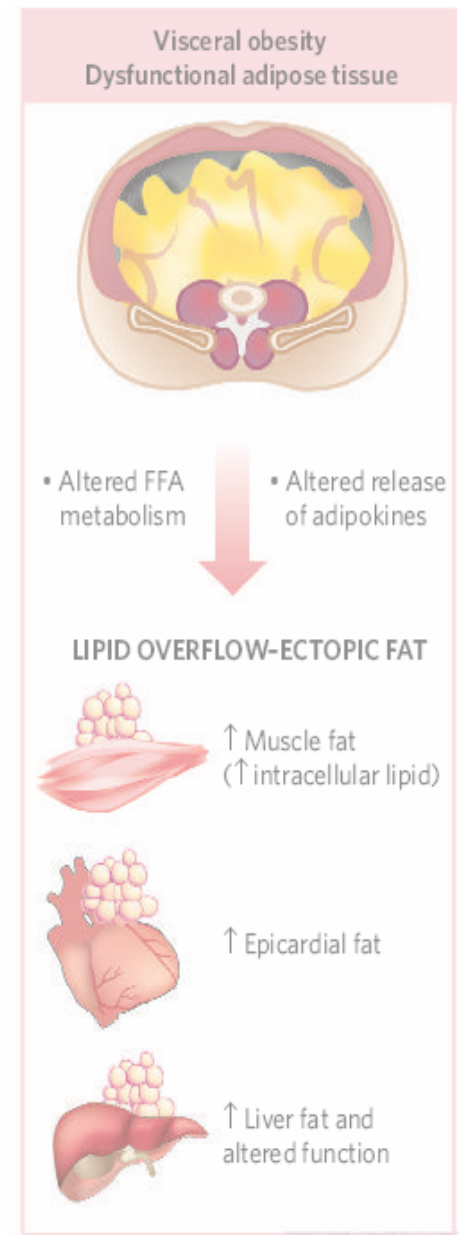 Visceral obesity
Dysfunctional adipose tissue
• Altered FFA
metabolism
• Altered release
of adipokines
LIPID OVERFLOW-ECTOPIC FAT
↑ Muscle fat
(↑ intracellular lipid)
↑ Epicardial fat
↑ Liver fat and
altered function